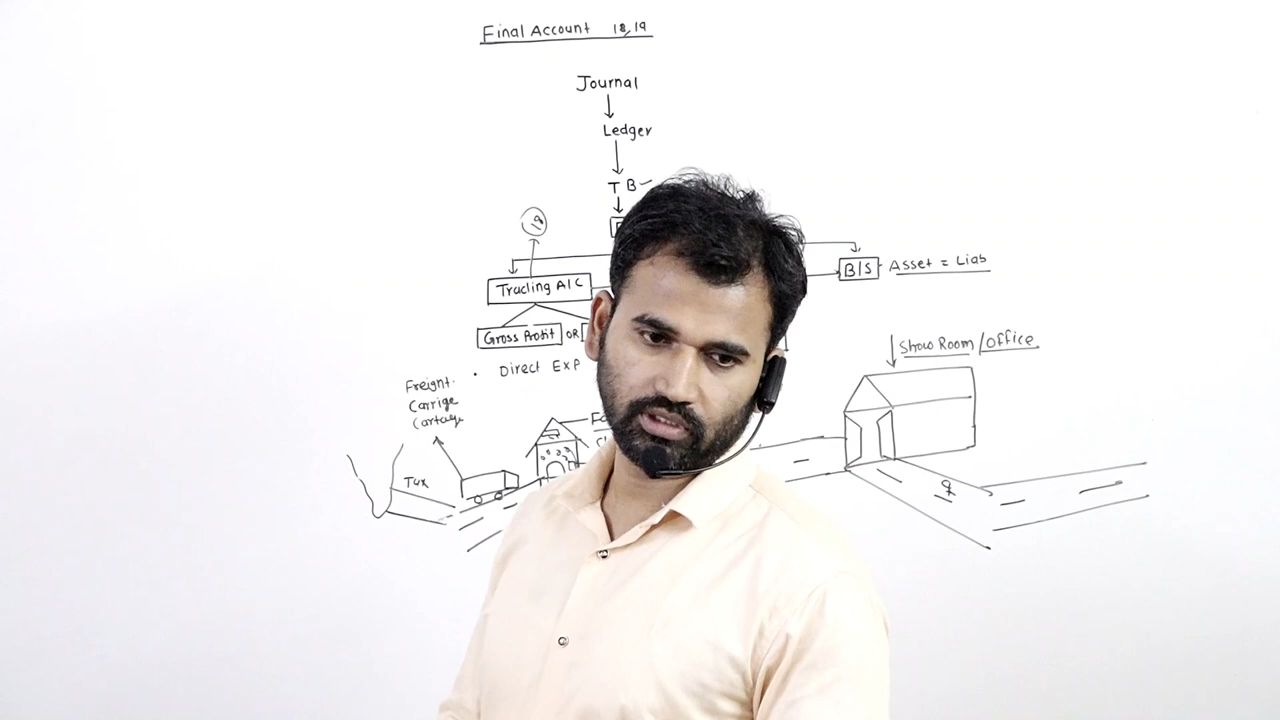 Final Account 18,19
Journal
Ledger
T B
19
Trading A/C
B/S Asset = Liab
Gross Profit OR
Direct Exp
Show Room / Office
Freight.
Carrige
Cartage
Tax